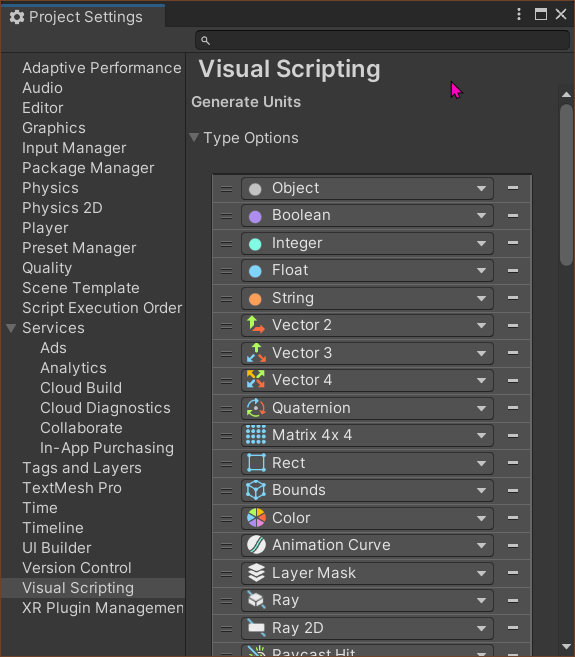 Project Settings
Adaptive Performance
Audio
Editor
Graphics
Input Manager
Package Manager
Physics
Physics 2D
Player
Preset Manager
Quality
Scene Template
Script Execution Order
Services
Ads
Analytics
Cloud Build
Cloud Diagnostics
Collaborate
In-App Purchasing
Tags and Layers
TextMesh Pro
Time
Timeline
UI Builder
Version Control
Visual Scripting
XR Plugin Managemen
Visual Scripting
Generate Units
Type Options
Object
Boolean
Integer
Float
String
Vector 2
Vector 3
Vector 4
Quaternion
Matrix 4x 4
Rect
Bounds
Color
Animation Curve
Layer Mask
Ray
Ray 2D
Raycast Hit